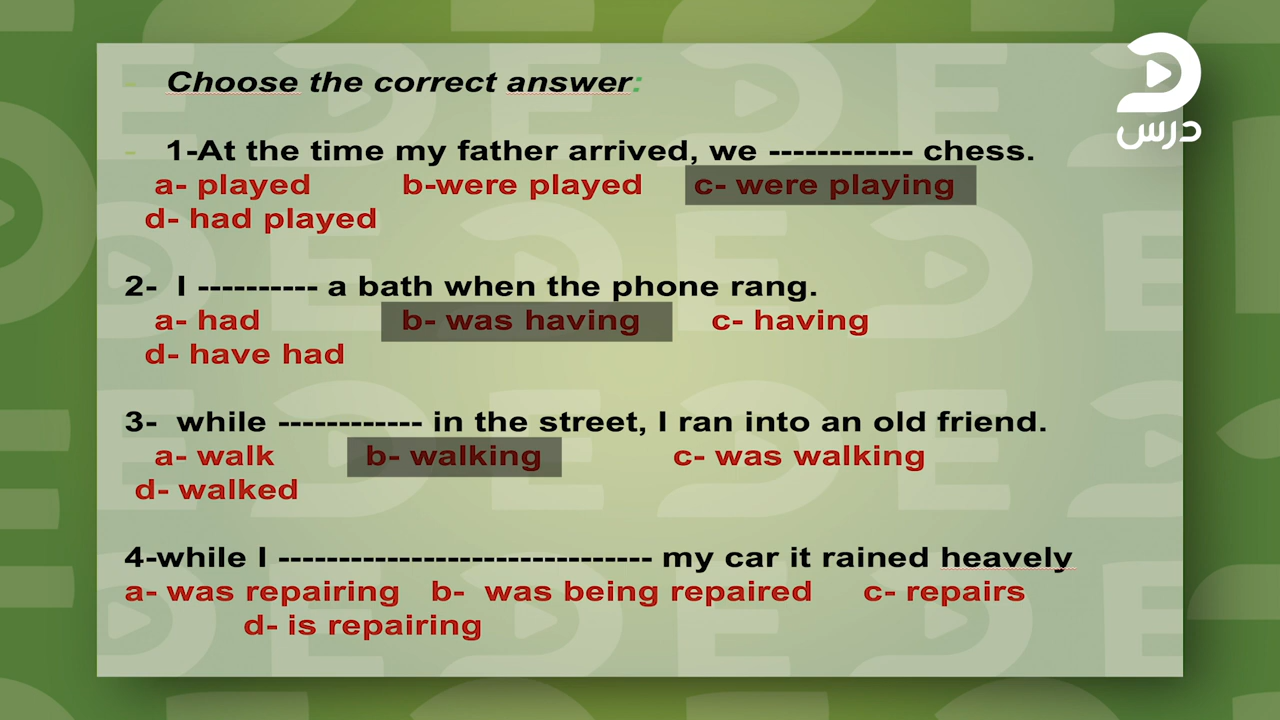 - Choose the correct answer:
درس
- 1-At the time my father arrived, we ------------ chess.
a- played b-were played c- were playing
d- had played
2- I ---------- a bath when the phone rang.
a- had b- was having c- having
d- have had
3- while ------------ in the street, I ran into an old friend.
a- walk b- walking c- was walking
d- walked
4-while I ------------------------------- my car it rained heavely
a- was repairing b- was being repaired c- repairs
d- is repairing